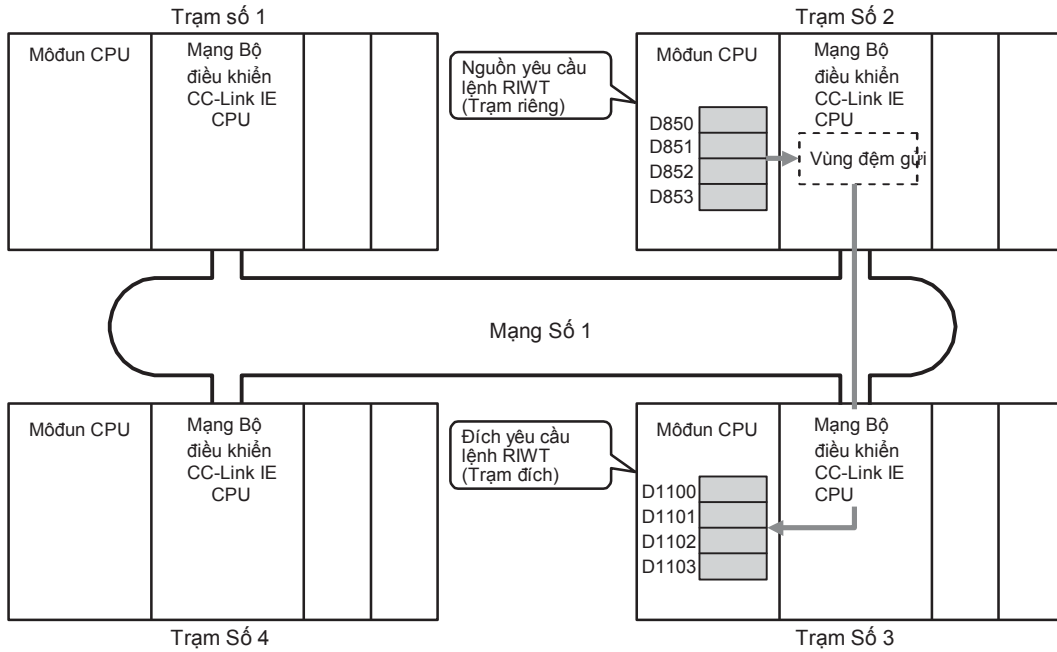 Trạm số 1
Môđun CPU
Mạng Bộ
điều khiển
CC-Link IE
CPU
Trạm Số 2
Nguồn yêu cầu
lệnh RIWT
(Trạm riêng)
Môđun CPU
D850
D851
D852
D853
Mạng Bộ
điều khiển
CC-Link IE
CPU
Vùng đệm gửi
Mạng Số 1
Môđun CPU
Mạng Bộ
điều khiển
CC-Link IE
CPU
Trạm Số 4
Đích yêu cầu
lệnh RIWT
(Trạm đích)
Môđun CPU
D1100
D1101
D1102
D1103
Mạng Bộ
điều khiển
CC-Link IE
CPU
Trạm Số 3